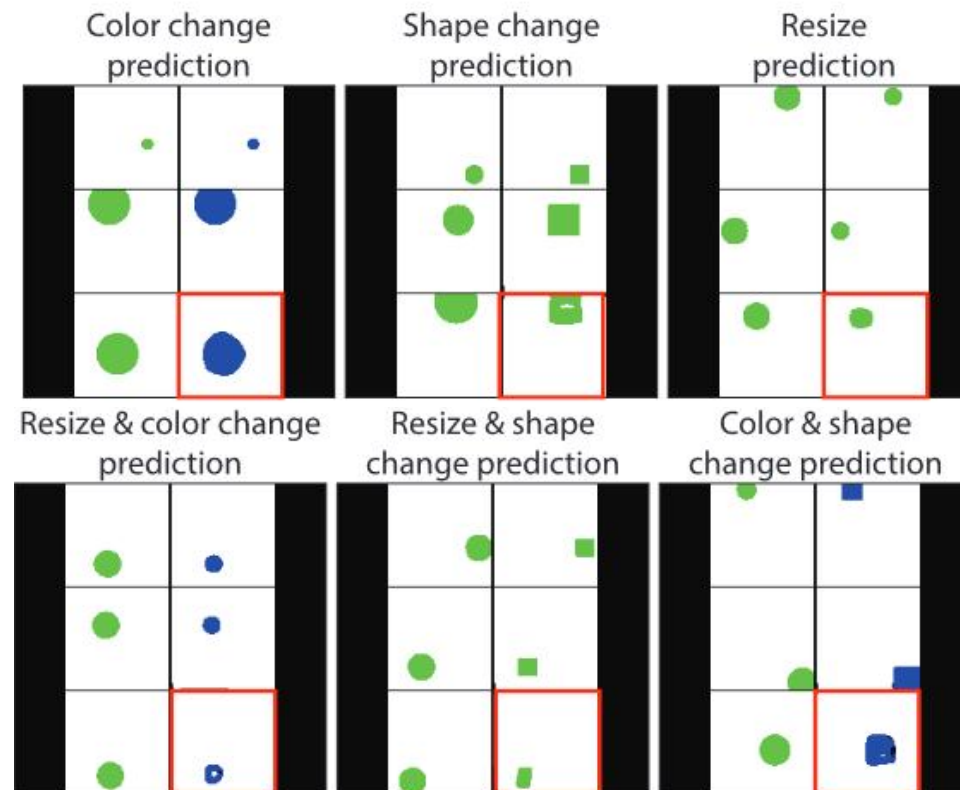 Color change
prediction
Shape change
prediction
Resize
prediction
Resize & color change
prediction
Resize & shape
change prediction
Color & shape
change prediction